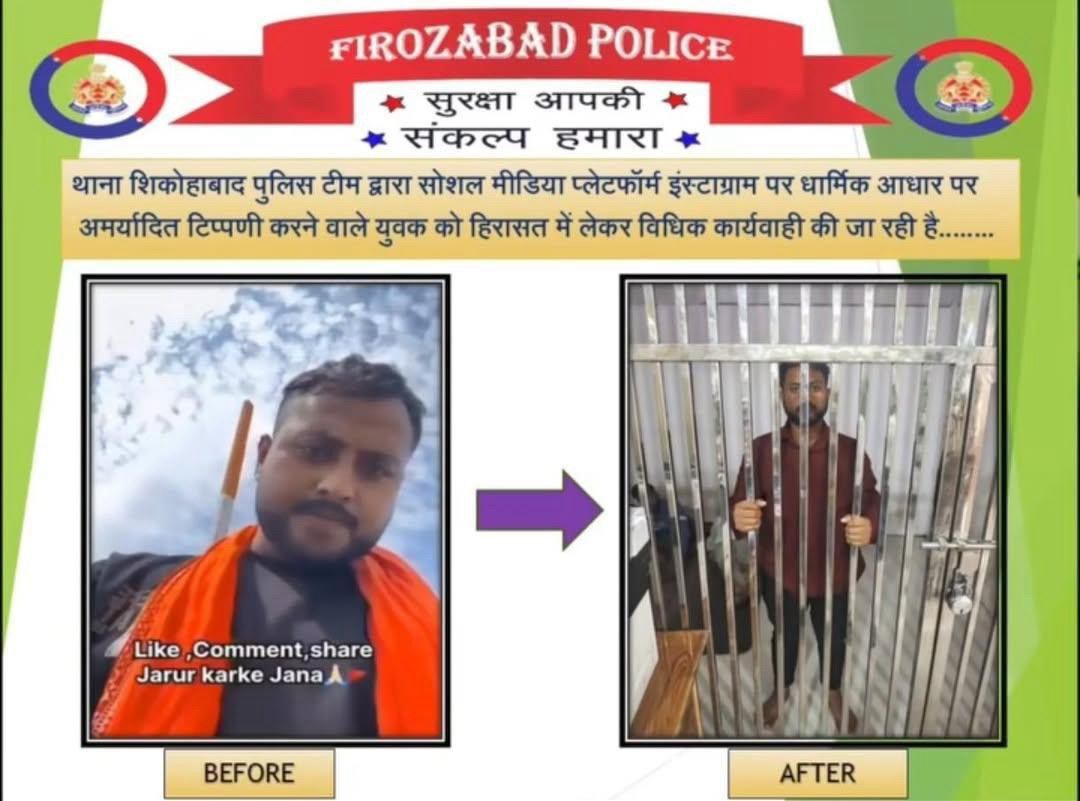 FIROZABAD POLICE
सुरक्षा आपकी
संकल्प हमारा
थाना शिकोहाबाद पुलिस टीम द्वारा सोशल मीडिया प्लेटफॉर्म इंस्टाग्राम पर धार्मिक आधार पर
अमर्यादित टिप्पणी करने वाले युवक को हिरासत में लेकर विधिक कार्यवाही की जा रही है........
Like ,Comment,share
Jarur karke Jana🙏🏻🚩
BEFORE
AFTER